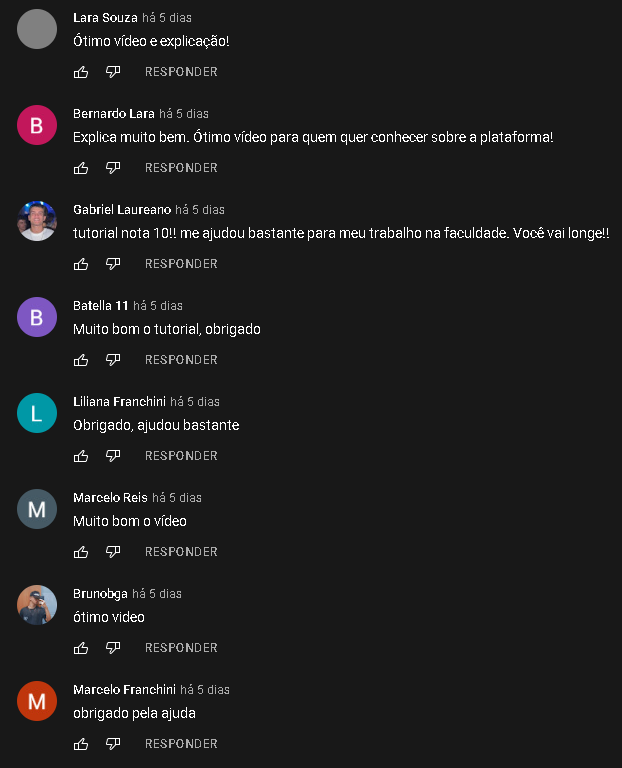 Lara Souza há 5 dias
Ótimo vídeo e explicação!
RESPONDER
B
Bernardo Lara há 5 dias
Explica muito bem. Ótimo vídeo para quem quer conhecer sobre a plataforma!
RESPONDER
Gabriel Laureano há 5 dias
tutorial nota 10!! me ajudou bastante para meu trabalho na faculdade. Você vai longe!!
RESPONDER
B
Batella 11 há 5 dias
Muito bom o tutorial, obrigado
RESPONDER
L
Liliana Franchini há 5 dias
Obrigado, ajudou bastante
RESPONDER
M
Marcelo Reis há 5 dias
Muito bom o vídeo
RESPONDER
Brunobga há 5 dias
ótimo video
RESPONDER
M
Marcelo Franchini há 5 dias
obrigado pela ajuda
RESPONDER